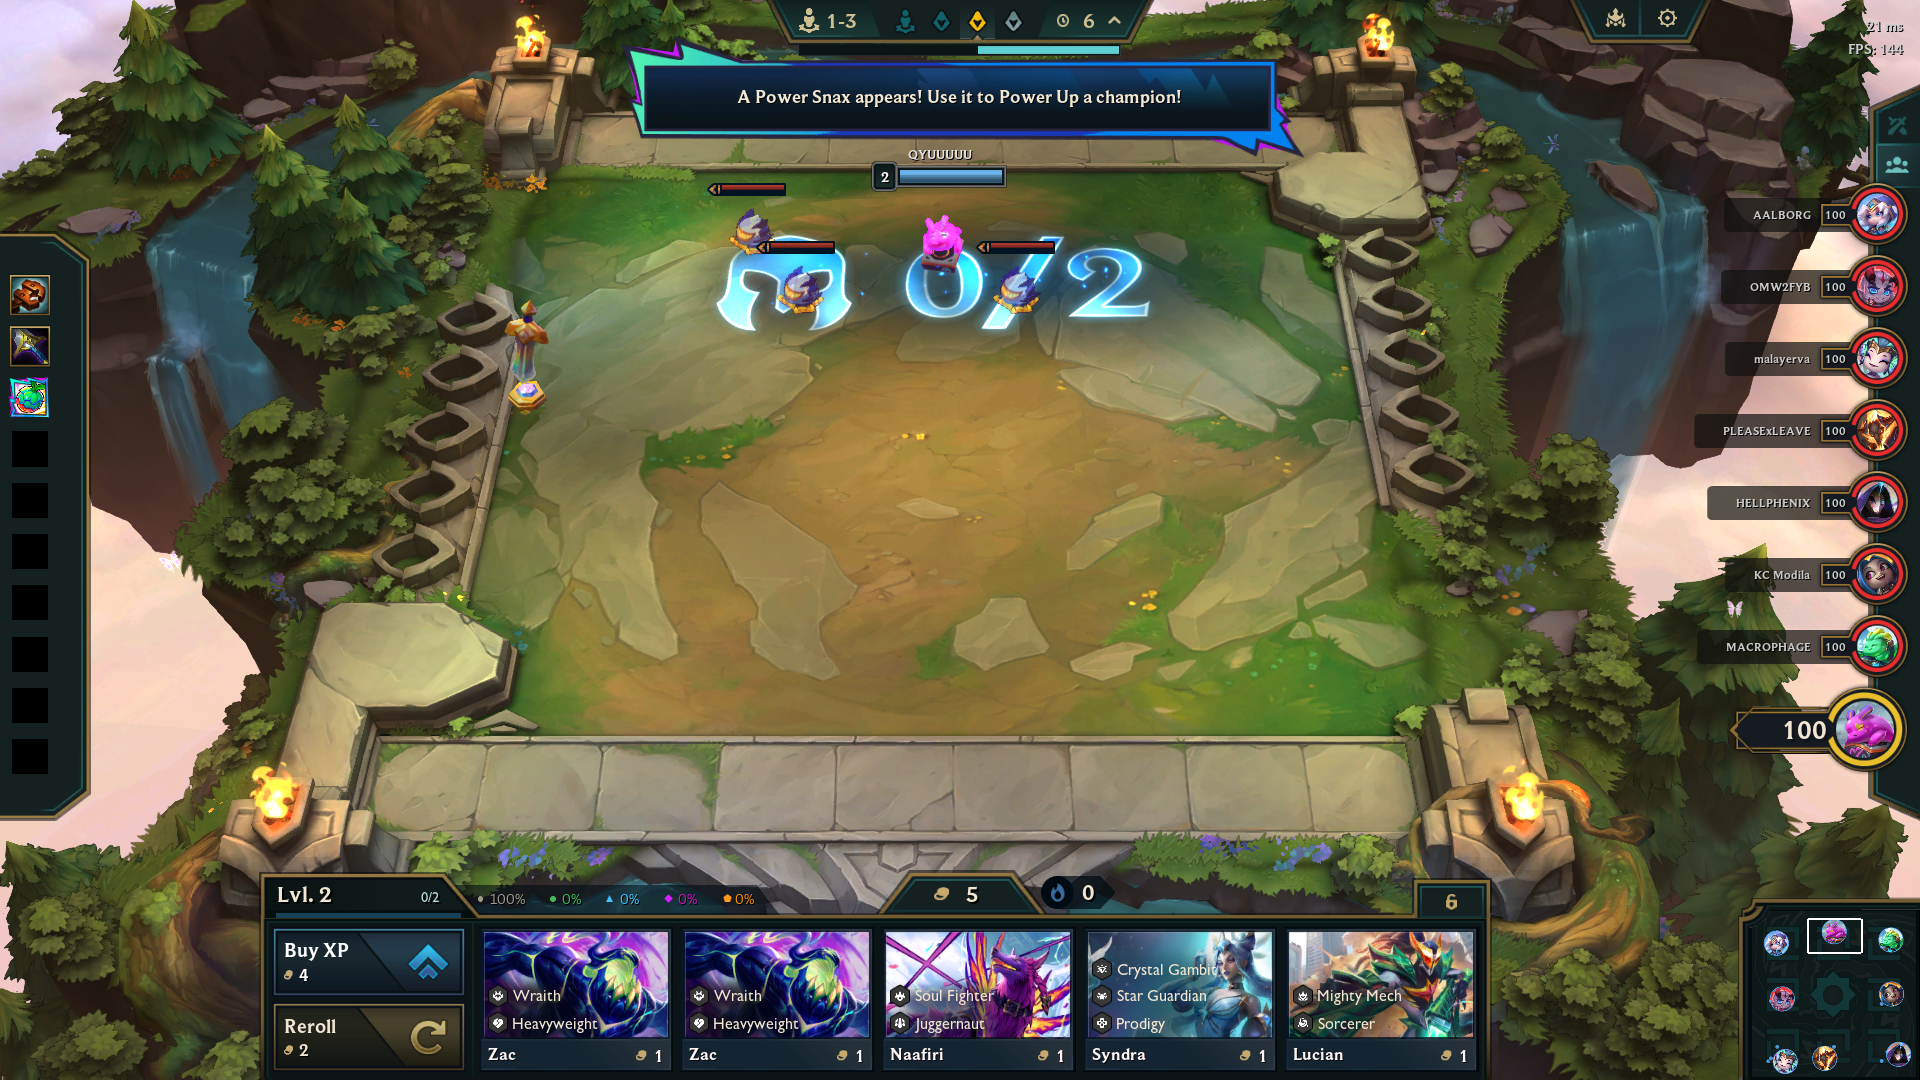 1-3
6
21 ms
FPS: 144
A Power Snax appears! Use it to Power Up a champion!
QYUUUUU
2
0/2
AALBORG 100
OMW2FYB 100
malayerva 100
PLEASExLEAVE 100
HELLPHENIX 100
KC Modila 100
MACROPHAGE 100
100
Lvl. 2
0/2
100%
0%
0%
0%
0%
5
0
6
Buy XP
4
Reroll
2
Wraith
Heavyweight
Zac 1
Wraith
Heavyweight
Zac 1
Soul Fighter
Juggernaut
Naafiri 1
Crystal Gambit
Star Guardian
Prodigy
Syndra 1
Mighty Mech
Sorcerer
Lucian 1